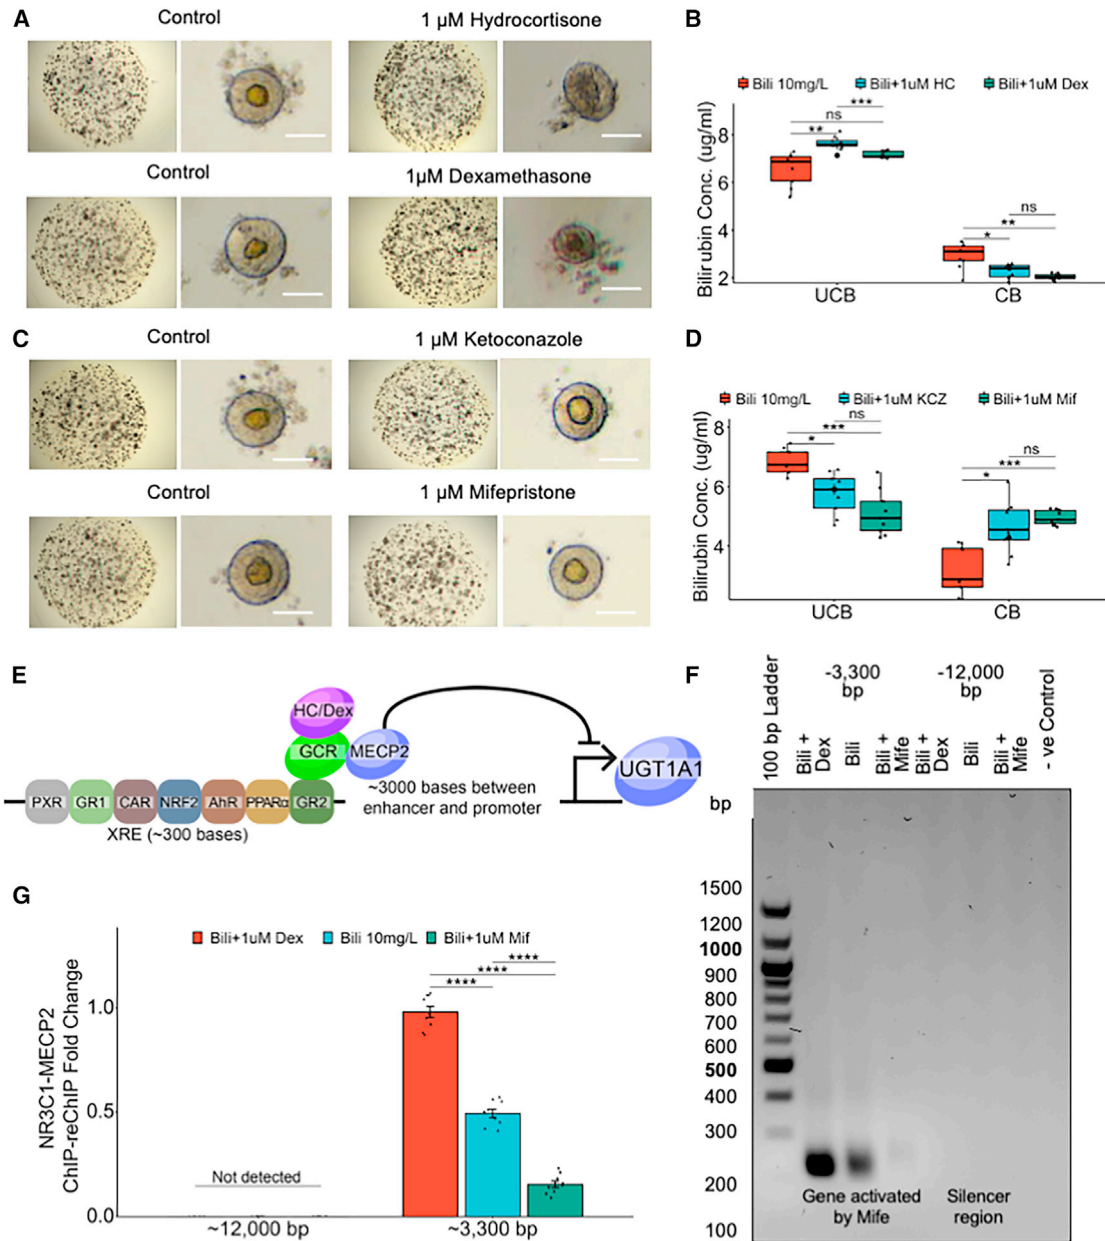 A
Control
1 µM Hydrocortisone
Control
1µM Dexamethasone
B
Bili 10mg/L
Bili+1uM HC
Bili+1uM Dex
Bilirubin Conc. (ug/ml)
8
6
4
2
***
ns
**
ns
**
*
UCB
CB
C
Control
1 µM Ketoconazole
Control
1 µM Mifepristone
D
Bili 10mg/L
Bili+1uM KCZ
Bili+1uM Mif
Bilirubin Conc. (ug/ml)
8
6
4
ns
***
*
ns
***
*
UCB
CB
E
HC/Dex
GCR
MECP2
UGT1A1
PXR
GR1
CAR
NRF2
AhR
PPARα
GR2
~3000 bases between
enhancer and promoter
XRE (~300 bases)
F
-3,300
bp
-12,000
bp
100 bp Ladder
Bili +
Dex
Bili
Bili +
Mife
Bili +
Dex
Bili
Bili +
Mife
- ve Control
bp
1500
1200
1000
900
800
700
600
500
400
300
200
100
Gene activated
by Mife
Silencer
region
G
Bili+1uM Dex
Bili 10mg/L
Bili+1uM Mif
NR3C1-MECP2
ChIP-reChIP Fold Change
1.0
0.5
0.0
****
****
****
Not detected
~12,000 bp
~3,300 bp